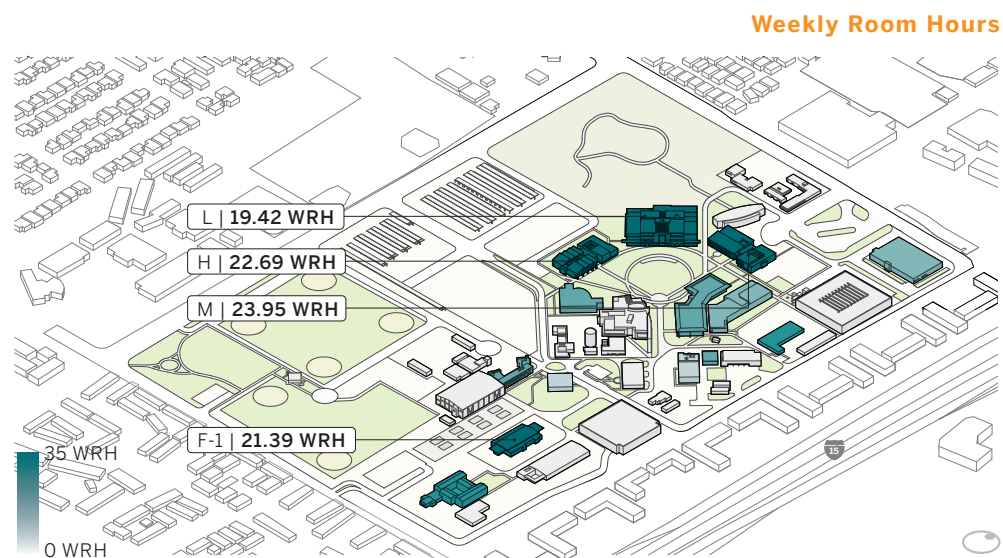 Weekly Room Hours
L | 19.42 WRH
H | 22.69 WRH
M | 23.95 WRH
F-1 | 21.39 WRH
35 WRH
15
0 WRH